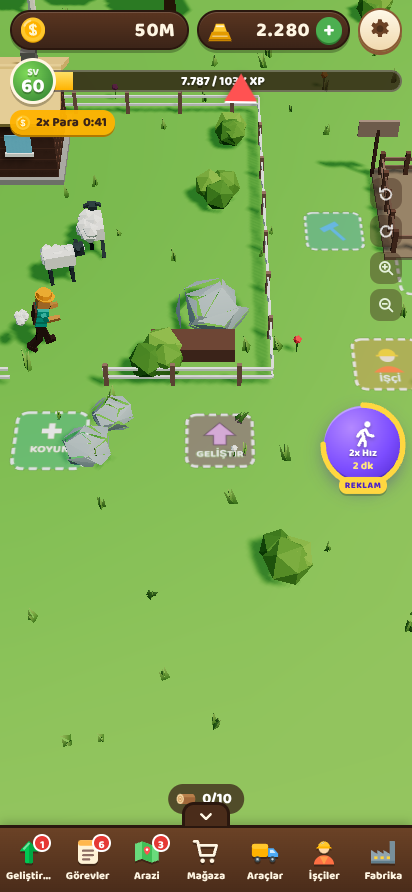 50M
2.280
SV
60
7.787 / 103 XP
2x Para 0:41
İŞÇİ
KOYUN
GELİŞTİR
2x Hız
2 dk
REKLAM
0/10
1
6
3
Geliştir...
Görevler
Arazi
Mağaza
Araçlar
İşçiler
Fabrika